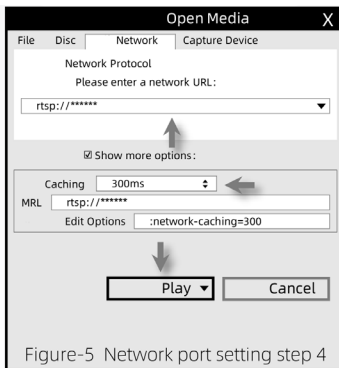 Open Media X
File Disc Network Capture Device
Network Protocol
Please enter a network URL:
rtsp://******
☑ Show more options:
Caching 300ms
MRL rtsp://******
Edit Options :network-caching=300
Play Cancel
Figure-5 Network port setting step 4